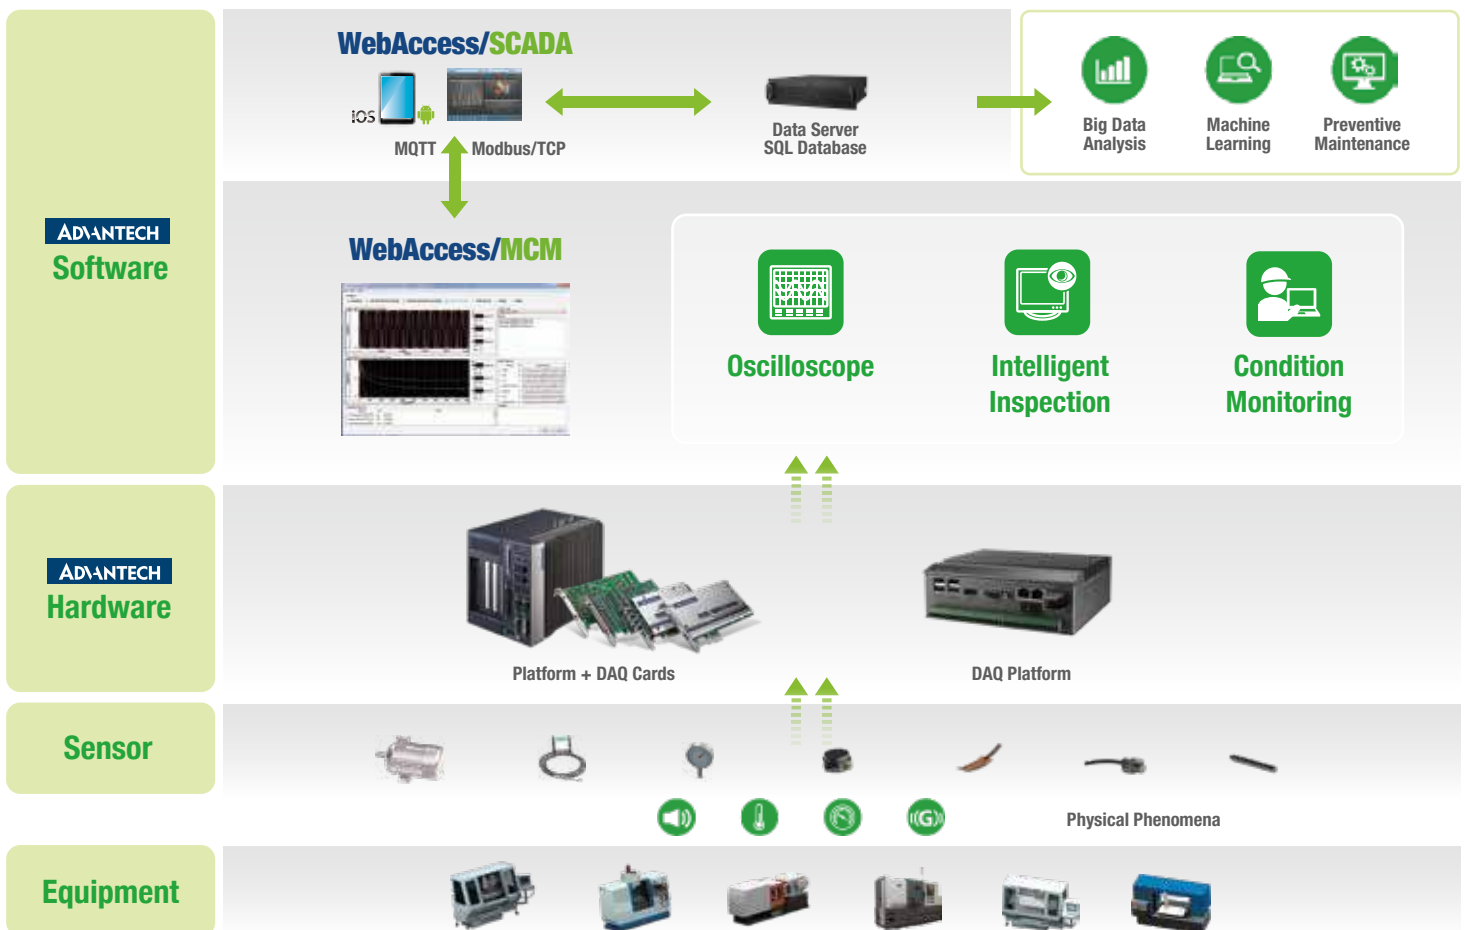 WebAccess/SCADA
iOS
MQTT
Modbus/TCP
Data Server
SQL Database
Big Data
Analysis
Machine
Learning
Preventive
Maintenance
ADVANTECH
Software
WebAccess/MCM
Oscilloscope
Intelligent
Inspection
Condition
Monitoring
ADVANTECH
Hardware
Platform + DAQ Cards
DAQ Platform
Sensor
((G))
Physical Phenomena
Equipment